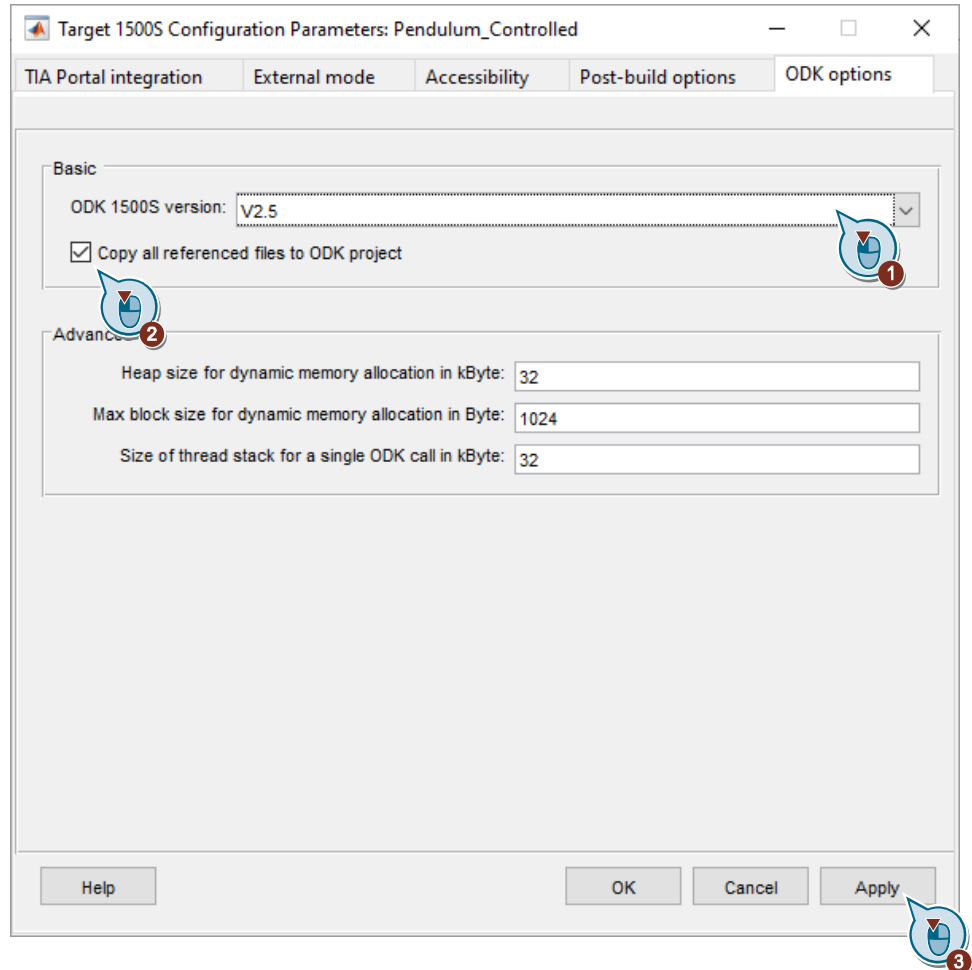 Target 1500S Configuration Parameters: Pendulum_Controlled
TIA Portal integration External mode Accessibility Post-build options ODK options
Basic
ODK 1500S version: V2.5
Copy all referenced files to ODK project
1
2
Advanc
Heap size for dynamic memory allocation in kByte: 32
Max block size for dynamic memory allocation in Byte: 1024
Size of thread stack for a single ODK call in kByte: 32
Help OK Cancel Apply
3